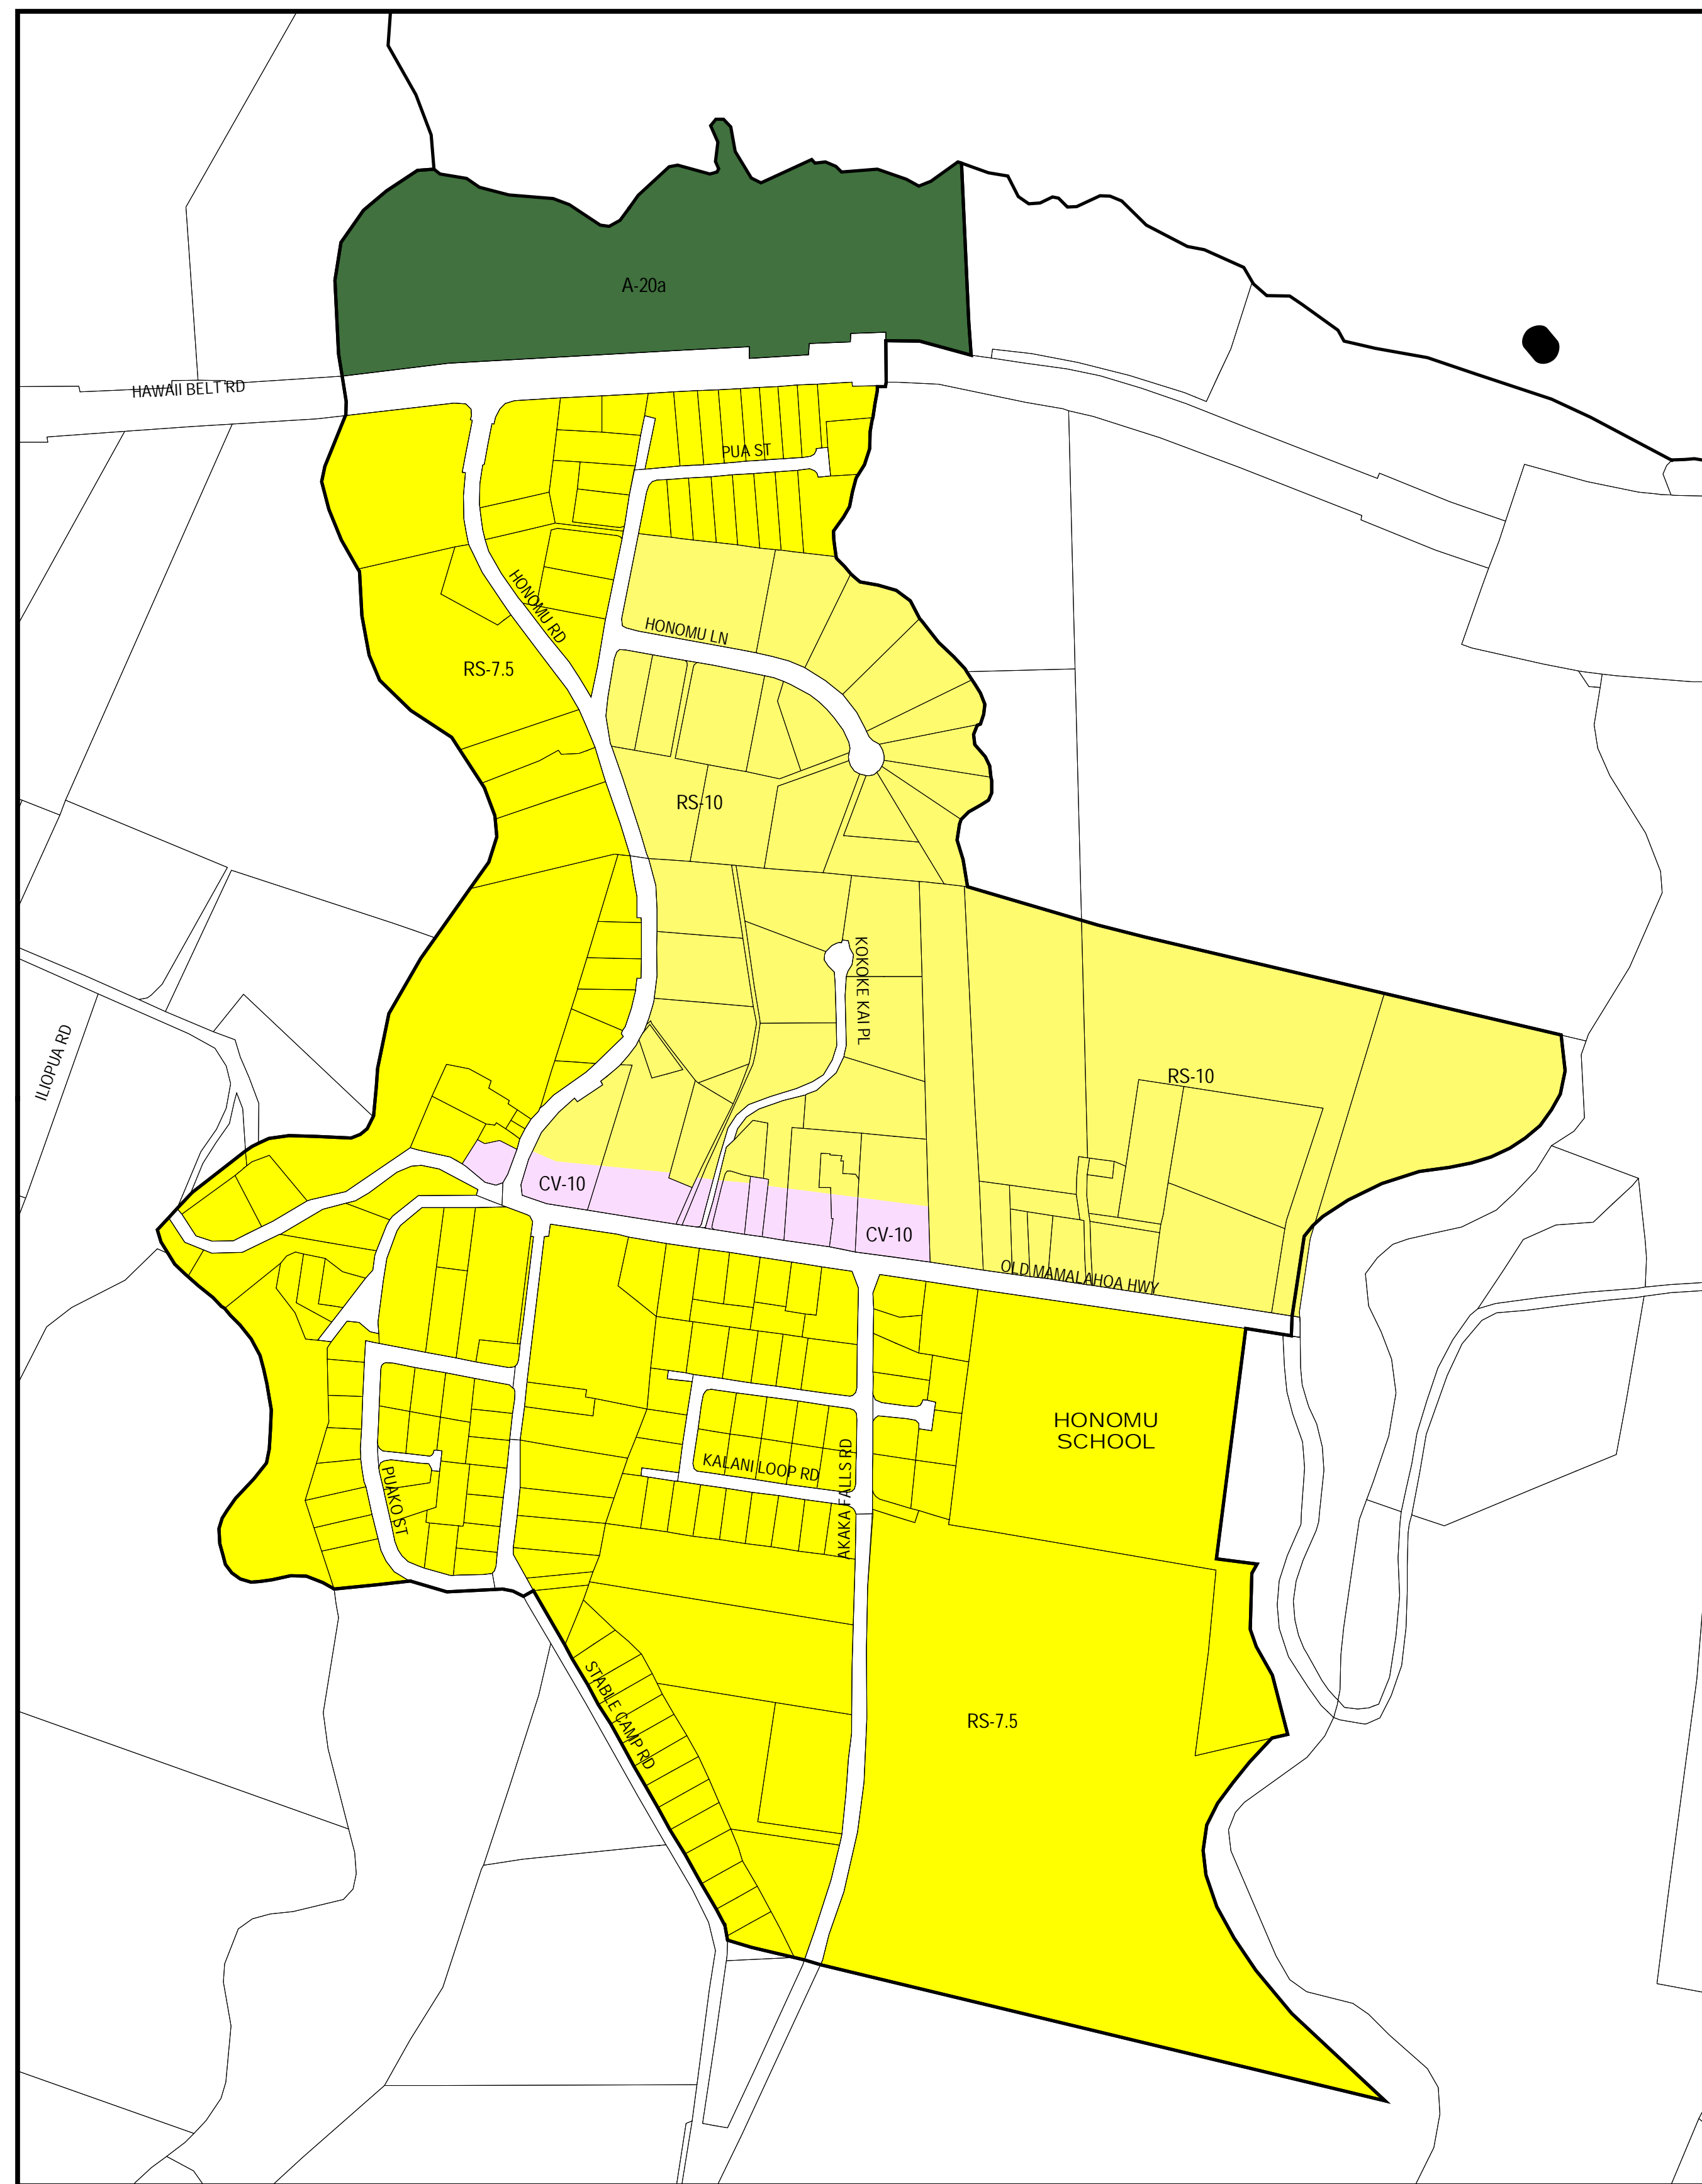 A-20a
HAWAII BELT RD
PUA ST
HONOMU RD
HONOMU LN
RS-7.5
RS-10
KOKOKE KAI PL
ILIOPUA RD
RS-10
CV-10
CV-10
OLD MAMALAHOA HWY
HONOMU
SCHOOL
KALANI LOOP RD
AKAKA FALLS RD
PUAKO ST
STABLE CAMP RD
RS-7.5